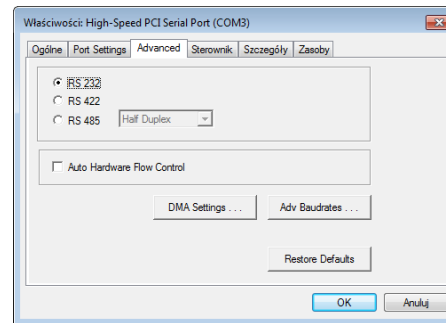 Właściwości: High-Speed PCI Serial Port (COM3)
Ogólne Port Settings Advanced Sterownik Szczegóły Zasoby
RS 232
RS 422
RS 485 Half Duplex
Auto Hardware Flow Control
DMA Settings . . . Adv Baudrates . . .
Restore Defaults
OK Anuluj